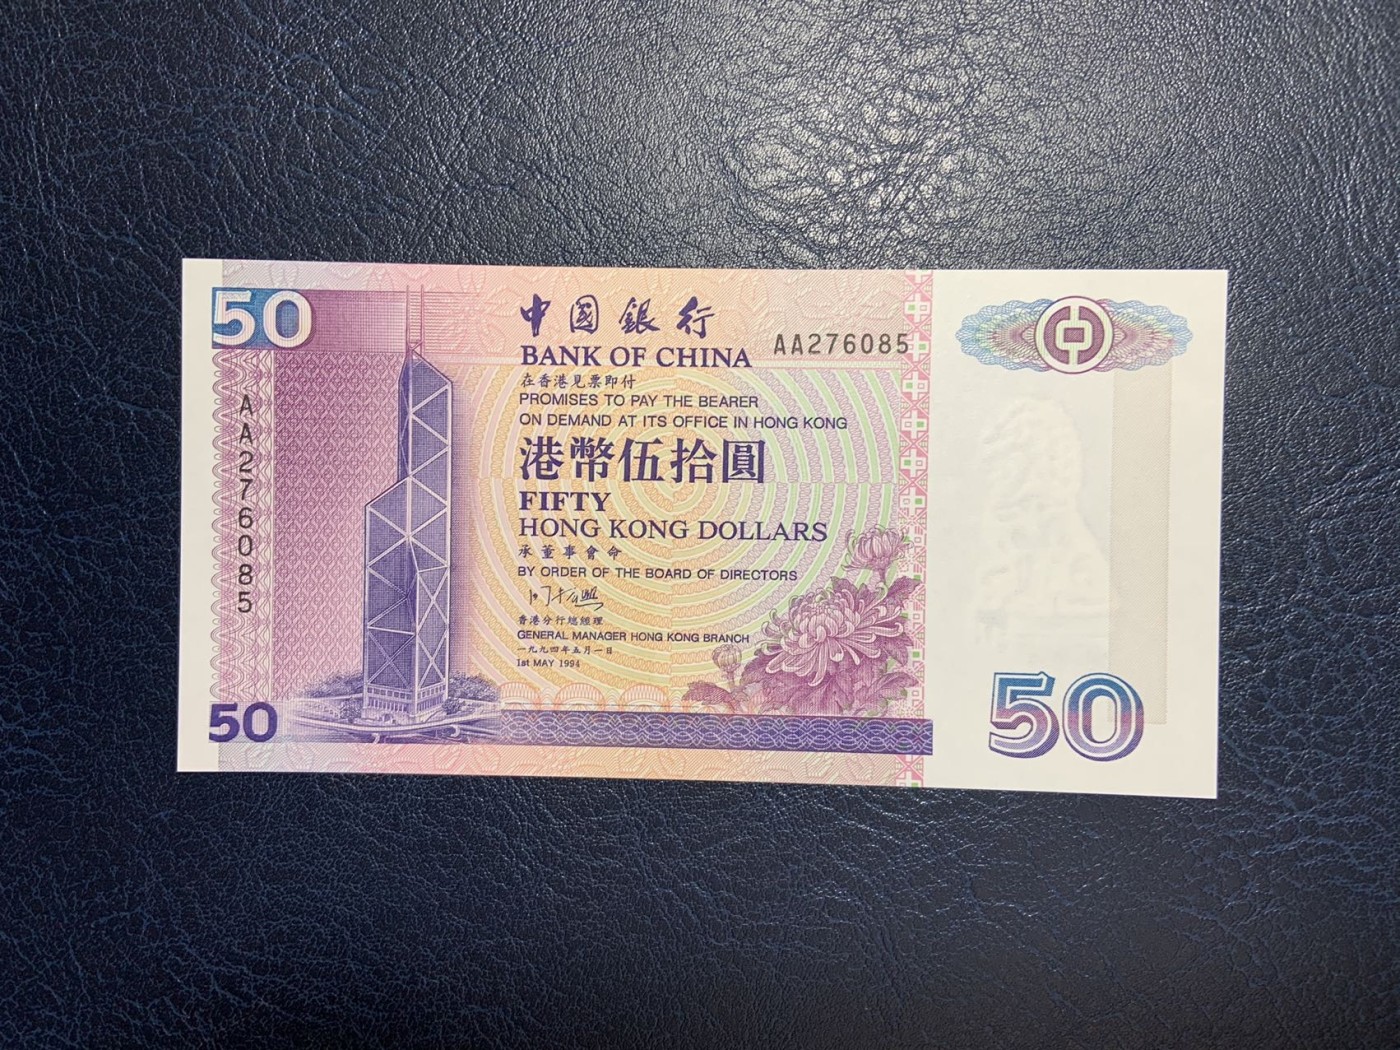 50
中國銀行
BANK OF CHINA
AA276085
在香港見票即付
PROMISES TO PAY THE BEARER
ON DEMAND AT ITS OFFICE IN HONG KONG
港幣伍拾圓
FIFTY
HONG KONG DOLLARS
承董事會命
BY ORDER OF THE BOARD OF DIRECTORS
香港分行總經理
GENERAL MANAGER HONG KONG BRANCH
一九九四年五月一日
1st MAY 1994
AA276085
50
50